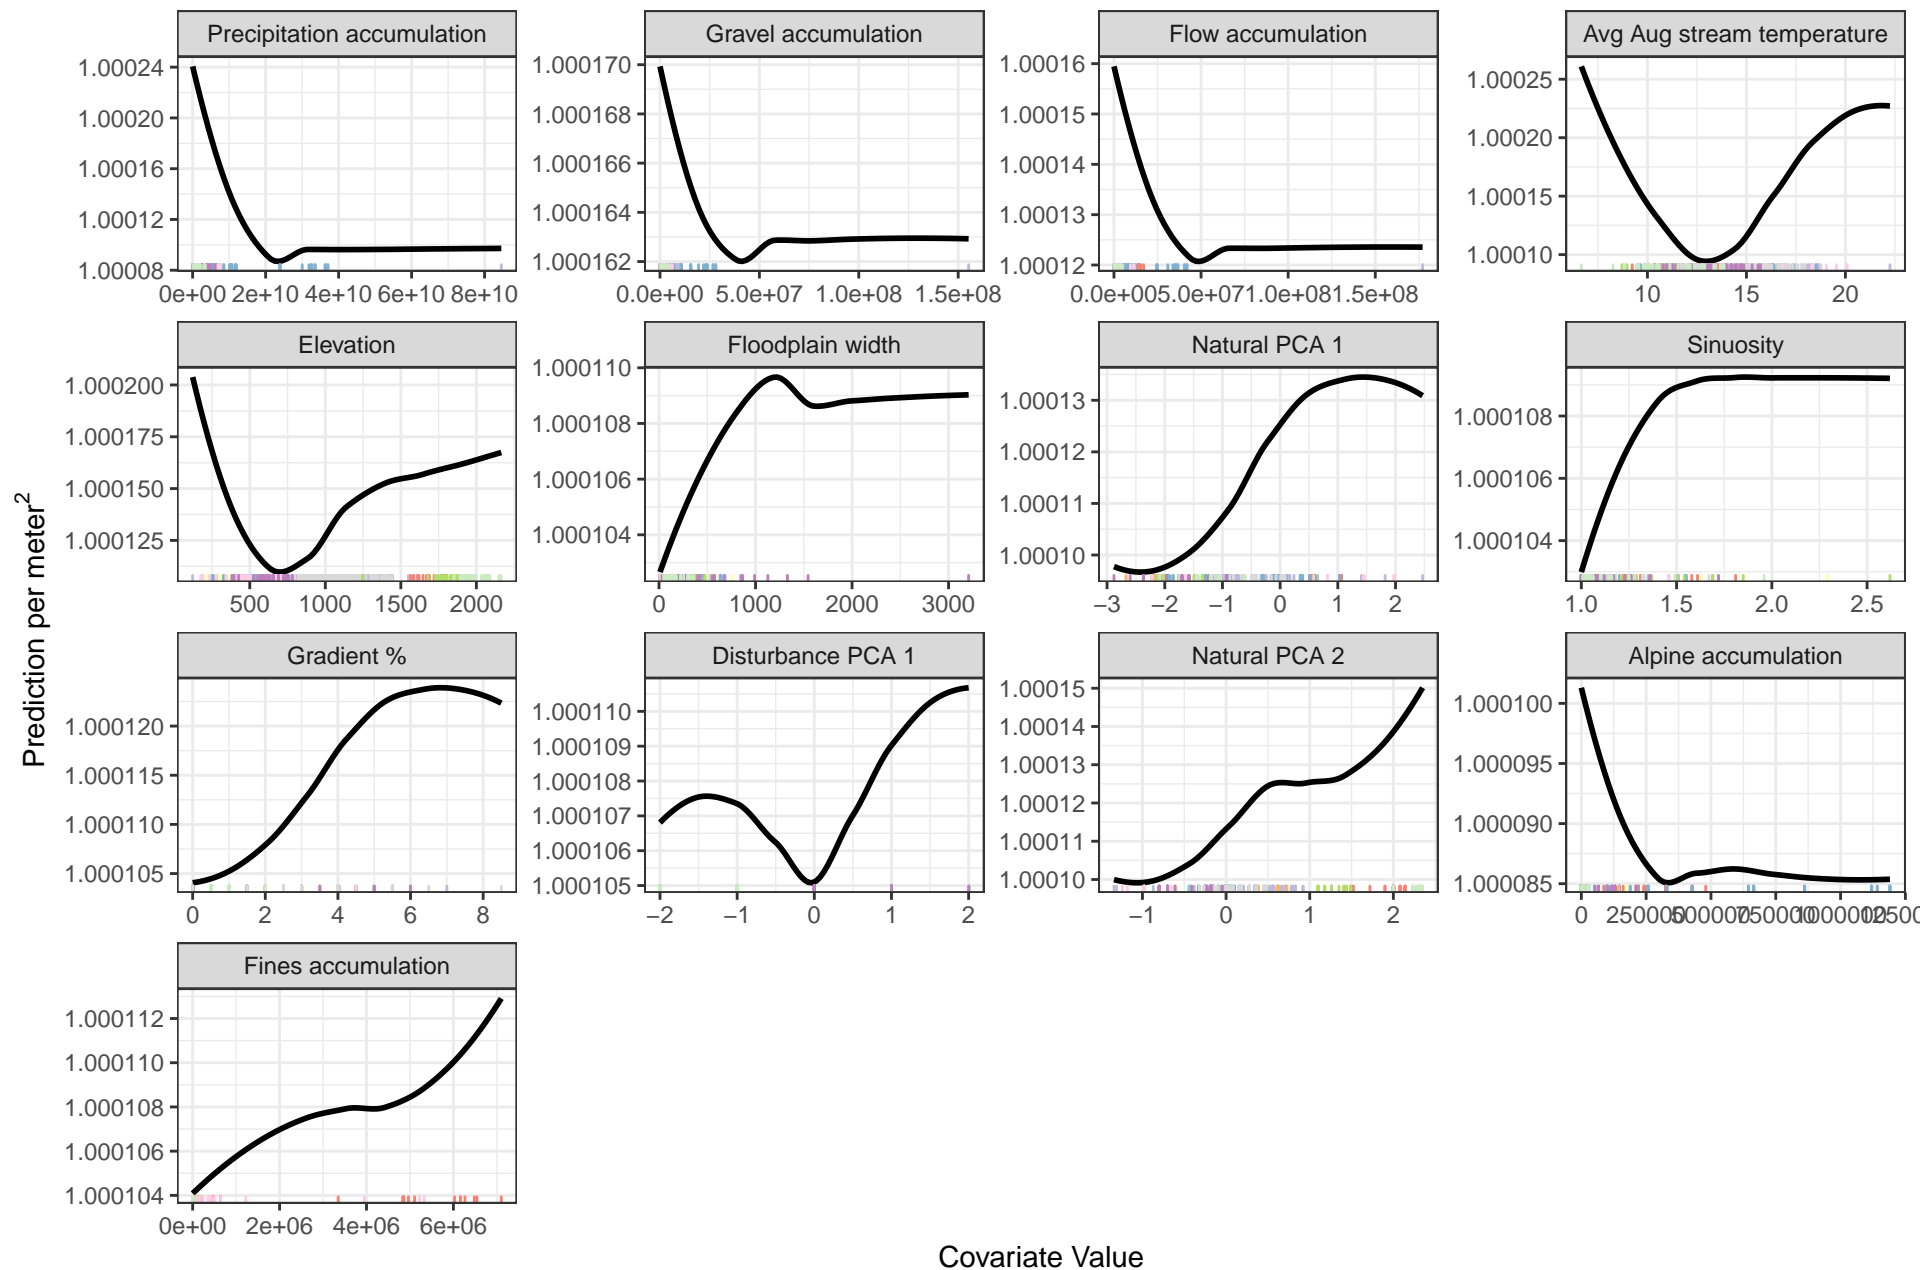 Precipitation accumulation
1.00024
1.00020
1.00016
1.00012
1.00008
0e+00 2e+10 4e+10 6e+10 8e+10
Gravel accumulation
1.000170
1.000168
1.000166
1.000164
1.000162
0.0e+00 5.0e+07 1.0e+08 1.5e+08
Flow accumulation
1.00016
1.00015
1.00014
1.00013
1.00012
0.0e+00 5.0e+07 1.0e+08 1.5e+08
Avg Aug stream temperature
1.00025
1.00020
1.00015
1.00010
10 15 20
Elevation
1.000200
1.000175
1.000150
1.000125
500 1000 1500 2000
Floodplain width
1.000110
1.000108
1.000106
1.000104
0 1000 2000 3000
Natural PCA 1
1.00013
1.00012
1.00011
1.00010
−3 −2 −1 0 1 2
Sinuosity
1.000108
1.000106
1.000104
1.0 1.5 2.0 2.5
Gradient %
1.000120
1.000115
1.000110
1.000105
0 2 4 6 8
Disturbance PCA 1
1.000110
1.000109
1.000108
1.000107
1.000106
1.000105
−2 −1 0 1 2
Natural PCA 2
1.00015
1.00014
1.00013
1.00012
1.00011
1.00010
−1 0 1 2
Alpine accumulation
1.000100
1.000095
1.000090
1.000085
0 250000 500000 750000 1000000
Fines accumulation
1.000112
1.000110
1.000108
1.000106
1.000104
0e+00 2e+06 4e+06 6e+06
Prediction per meter²
Covariate Value